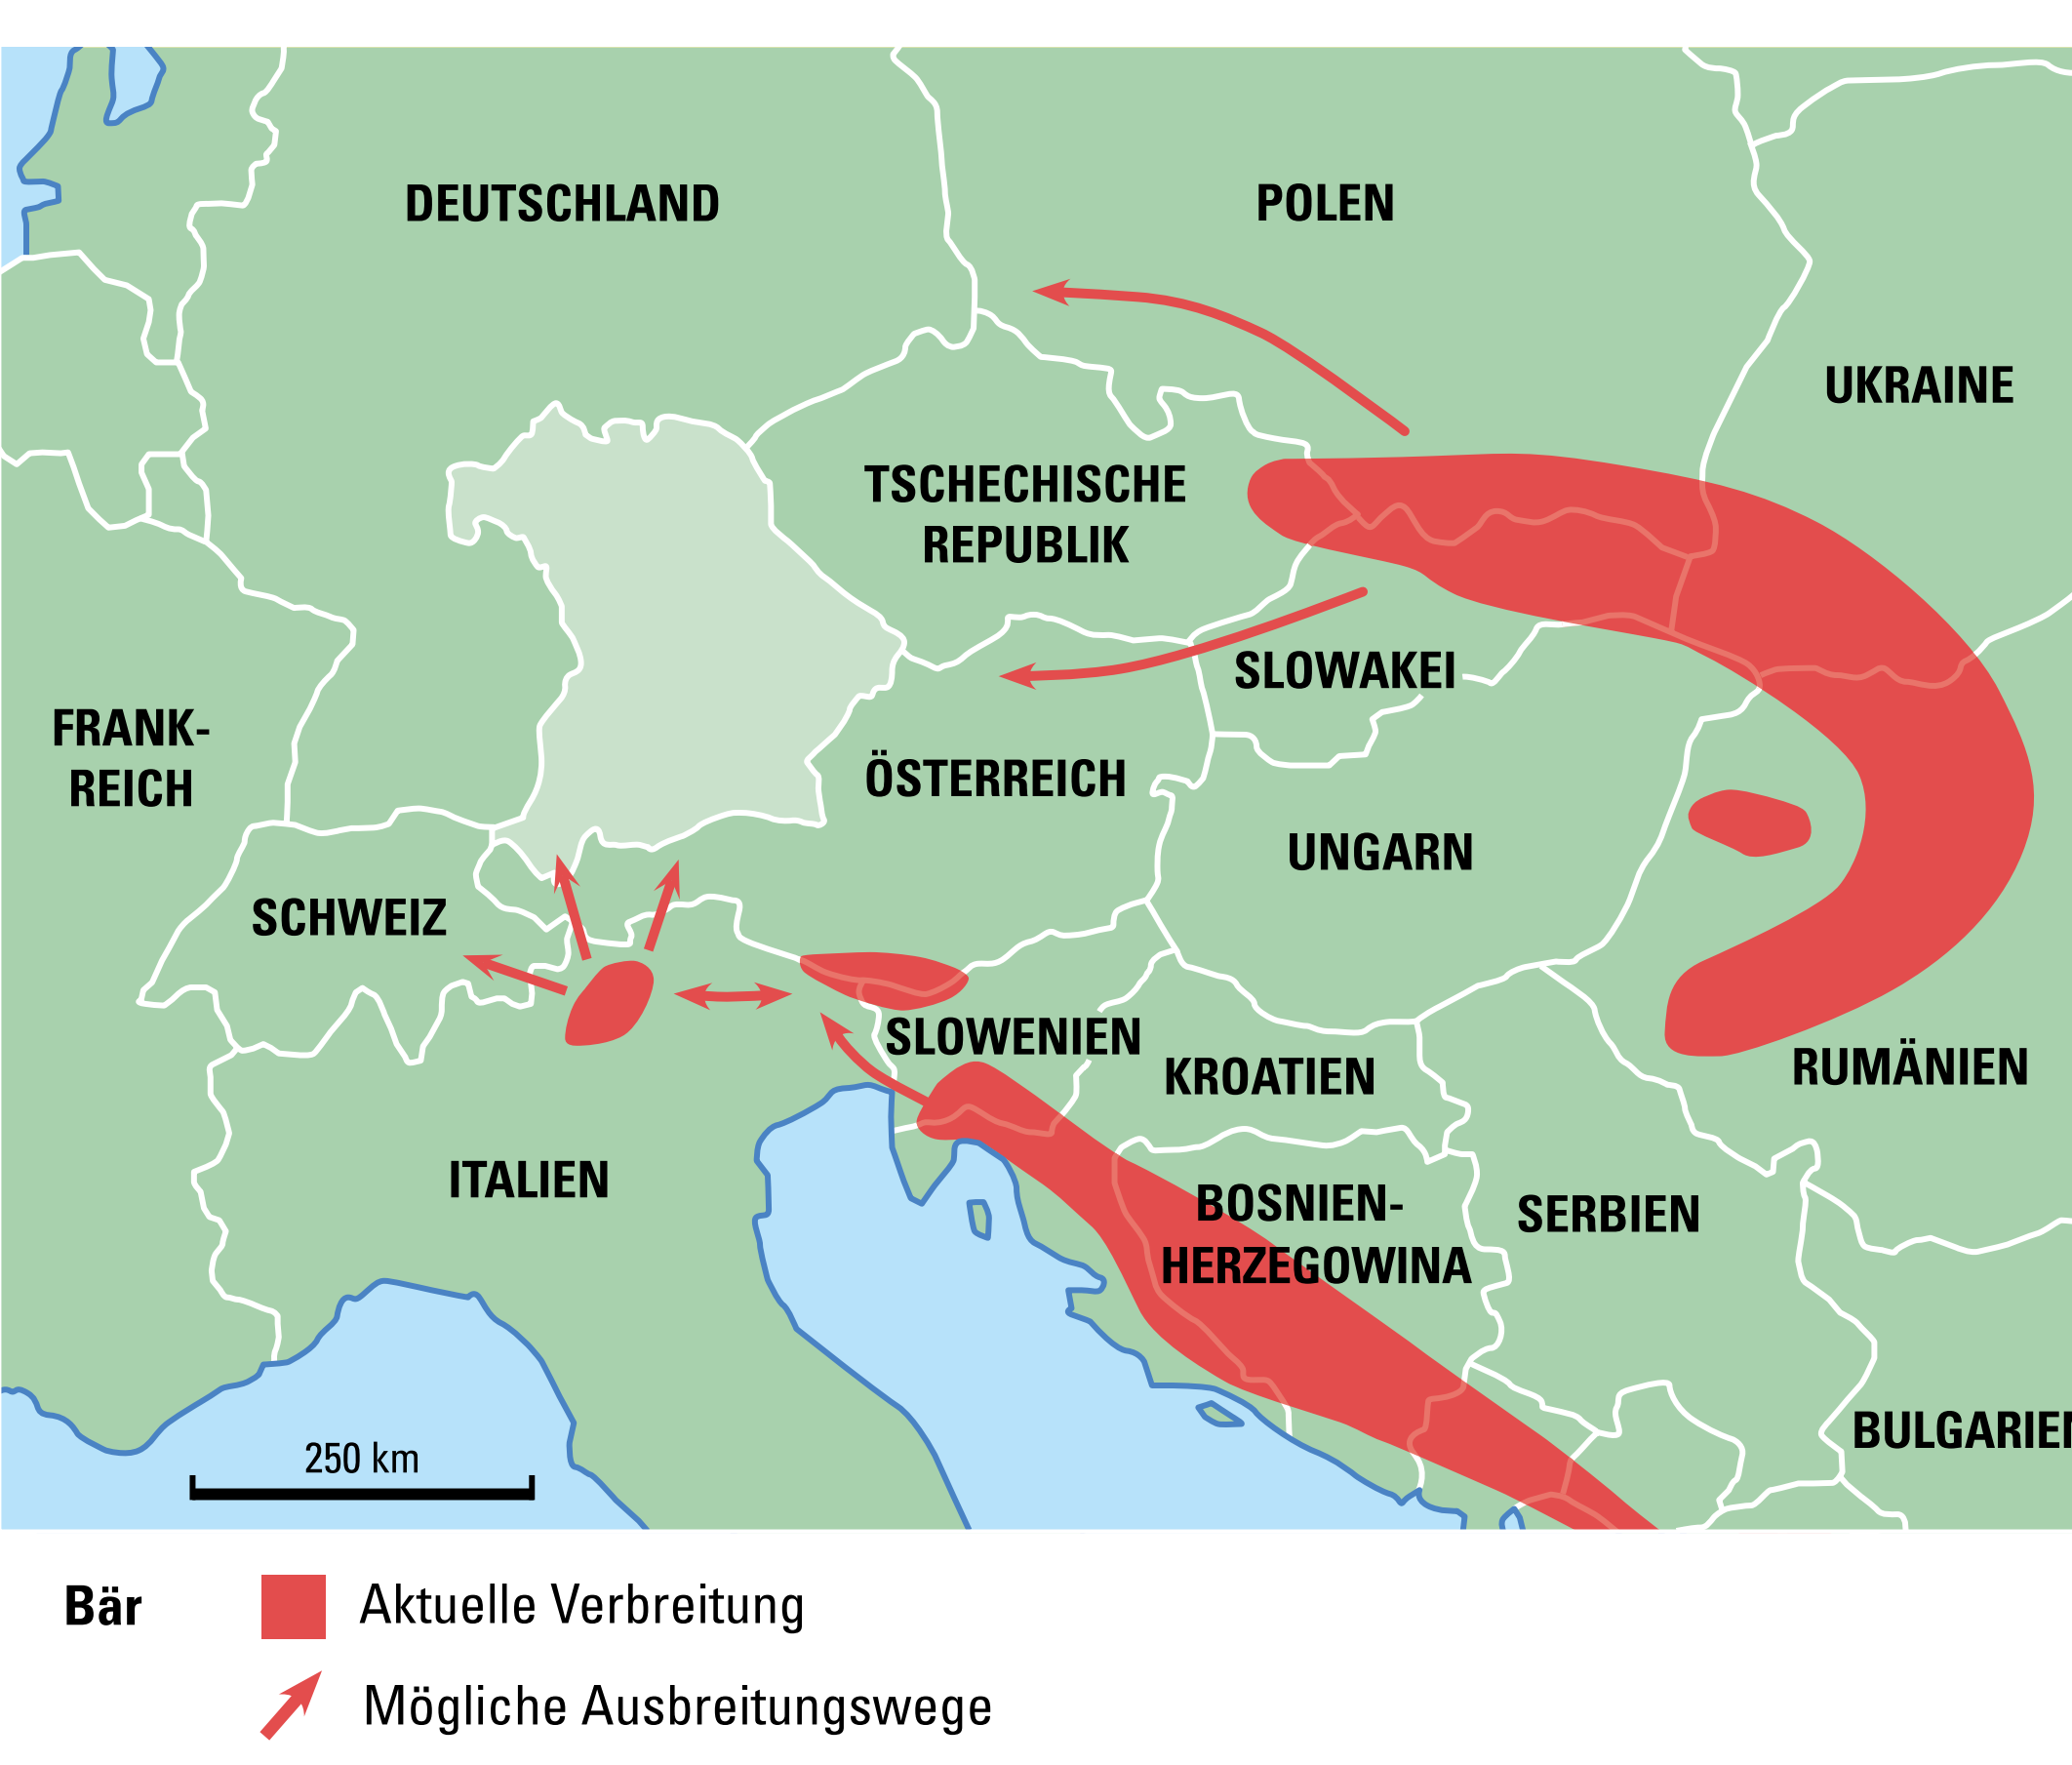 DEUTSCHLAND
POLEN
UKRAINE
TSCHECHISCHE
REPUBLIK
SLOWAKEI
FRANK-
REICH
ÖSTERREICH
UNGARN
SCHWEIZ
SLOWENIEN
KROATIEN
RUMÄNIEN
ITALIEN
BOSNIEN-
HERZEGOWINA
SERBIEN
BULGARIEN
250 km
Bär
Aktuelle Verbreitung
Mögliche Ausbreitungswege